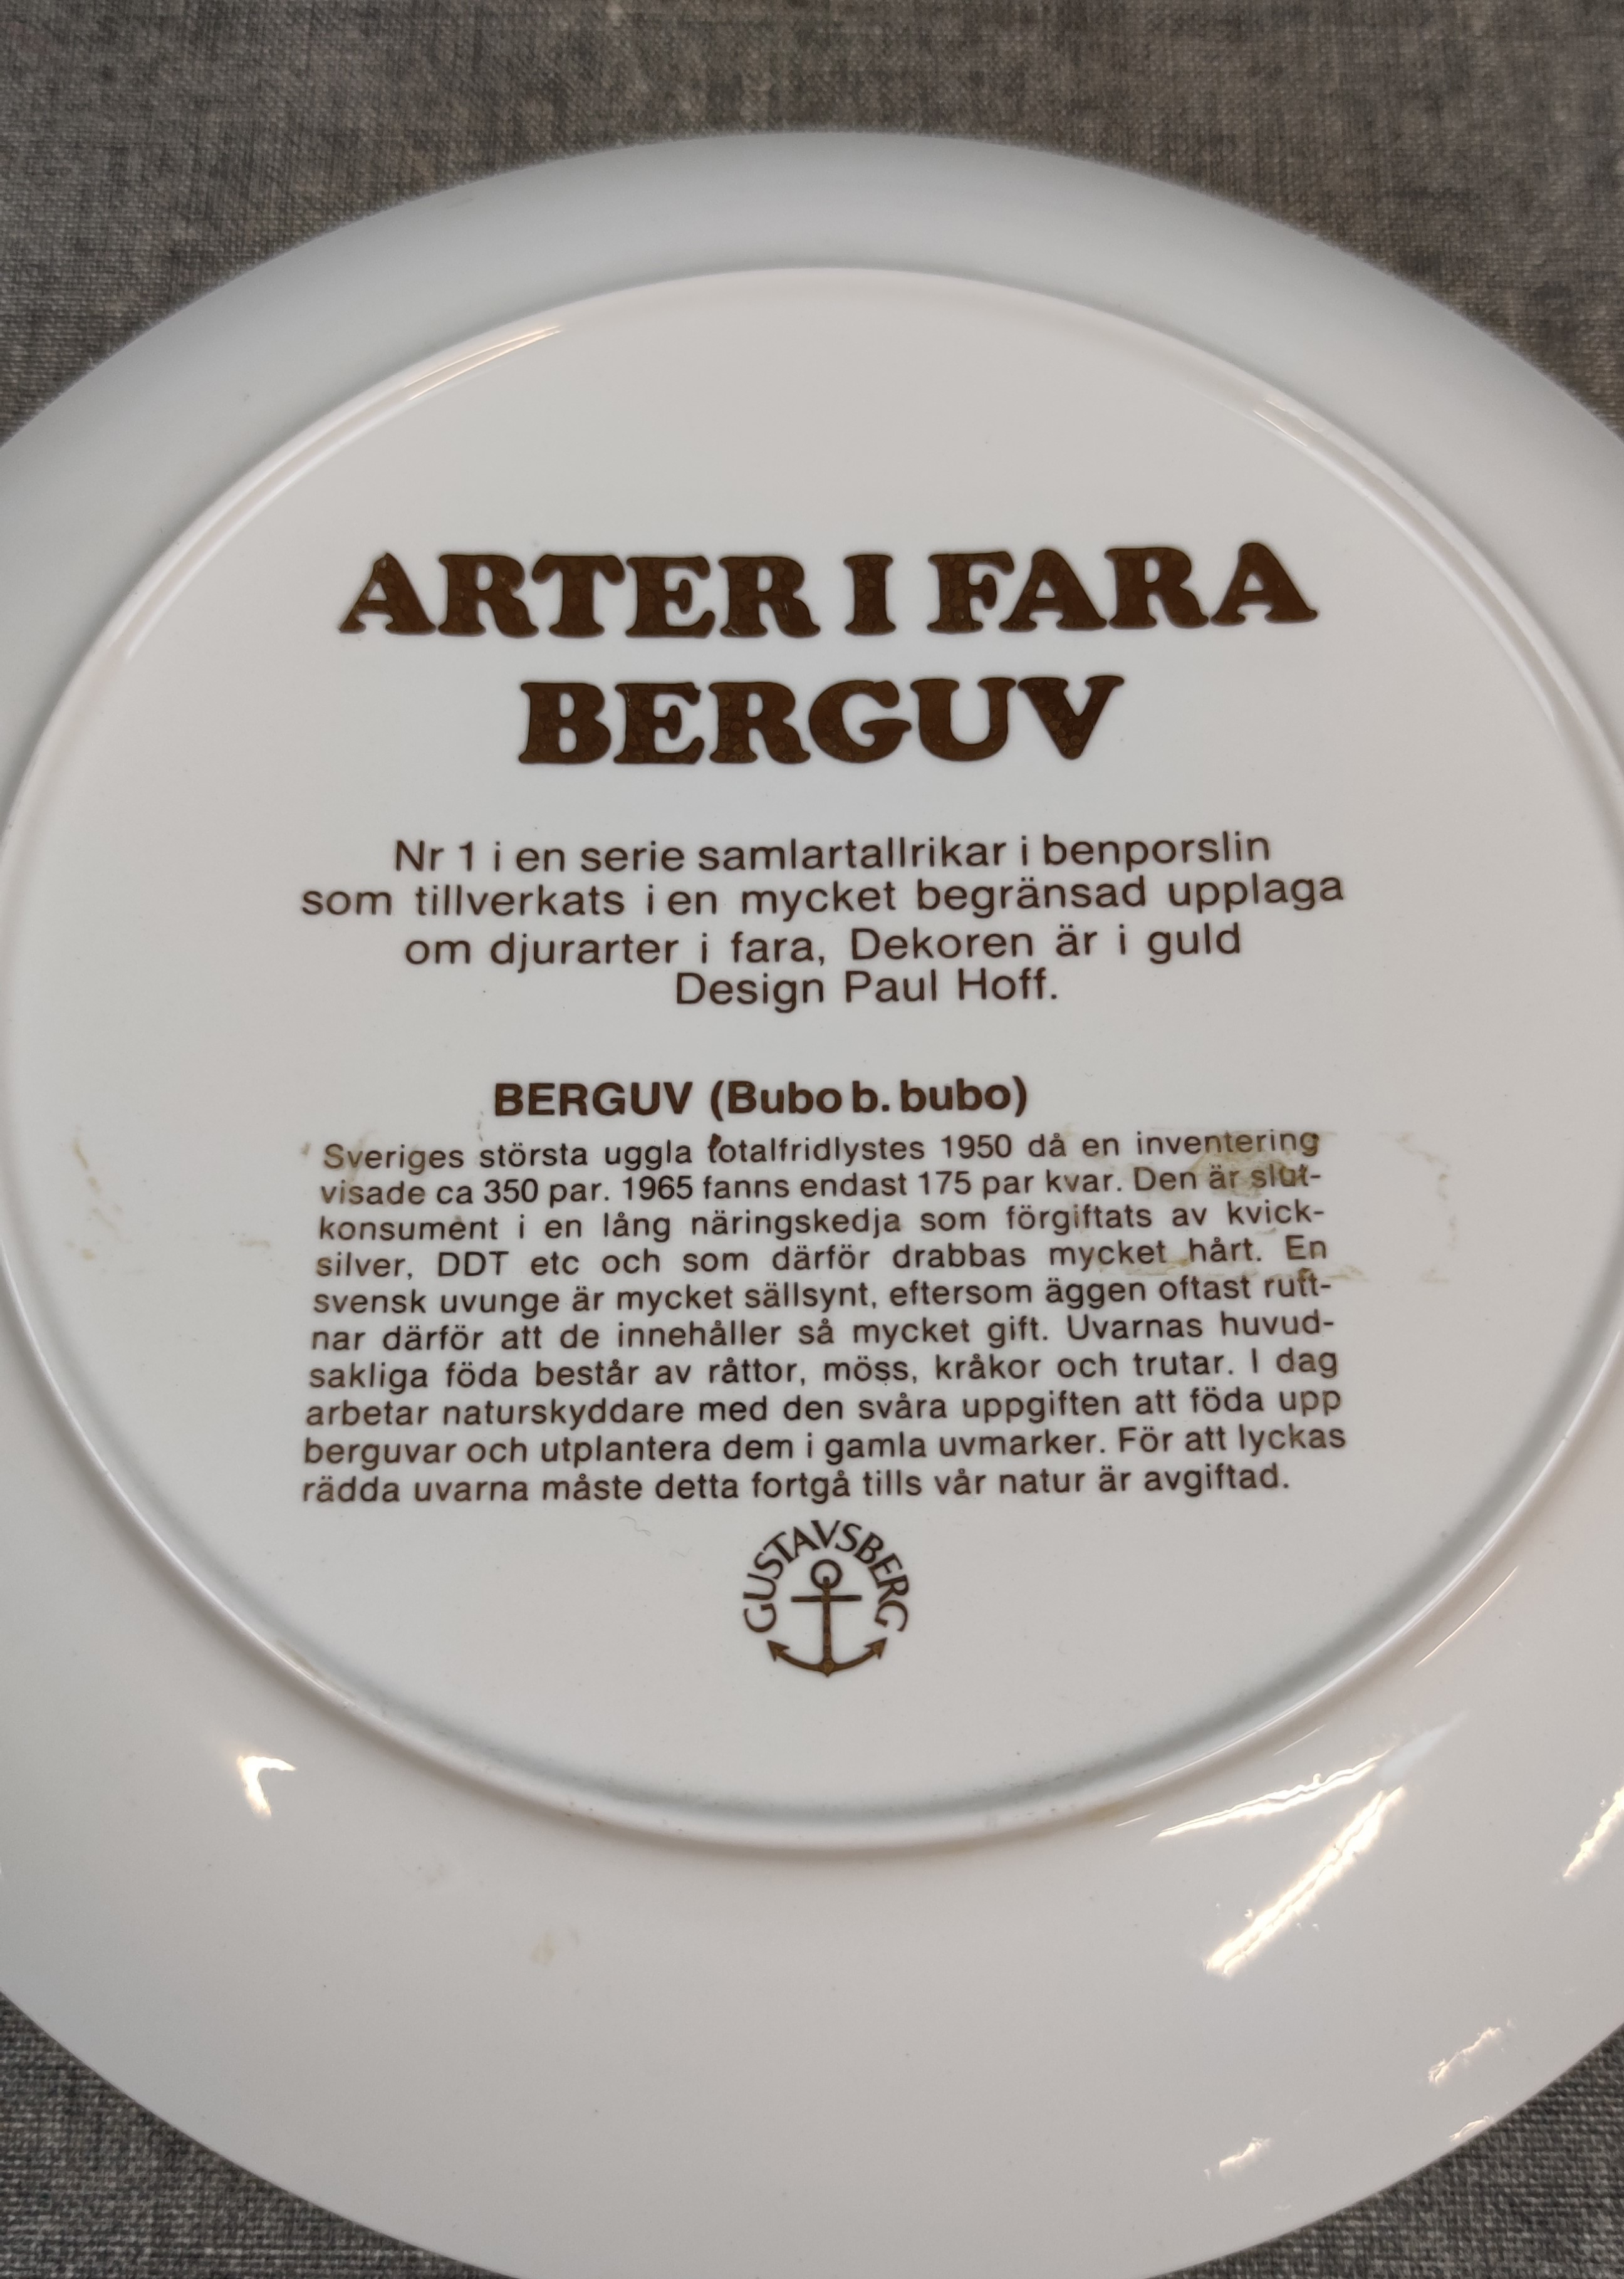 ARTER I FARA
BERGUV
Nr 1 i en serie samlartallrikar i benporslin
som tillverkats i en mycket begränsad upplaga
om djurarter i fara, Dekoren är i guld
Design Paul Hoff.
BERGUV (Bubo b. bubo)
Sveriges största uggla totalfridlystes 1950 då en inventering
visade ca 350 par. 1965 fanns endast 175 par kvar. Den är slut-
konsument i en lång näringskedja som förgiftats av kvick-
silver, DDT etc och som därför drabbas mycket hårt. En
svensk uvunge är mycket sällsynt, eftersom äggen oftast rutt-
nar därför att de innehåller så mycket gift. Uvarnas huvud-
sakliga föda består av råttor, möss, kråkor och trutar. I dag
arbetar naturskyddare med den svåra uppgiften att föda upp
berguvar och utplantera dem i gamla uvmarker. För att lyckas
rädda uvarna måste detta fortgå tills vår natur är avgiftad.
GUSTAVSBERG